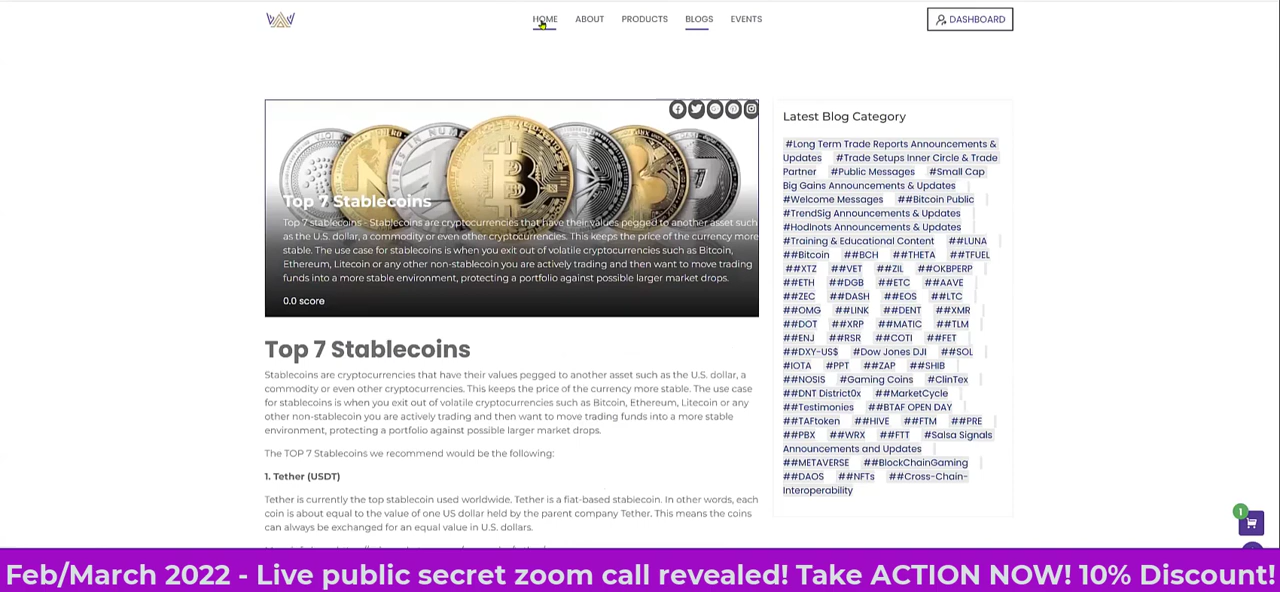 HOME ABOUT PRODUCTS BLOGS EVENTS DASHBOARD
Top 7 Stablecoins
Top 7 stablecoins - Stablecoins are cryptocurrencies that have their values pegged to another asset such
as the U.S. dollar, a commodity or even other cryptocurrencies. This keeps the price of the currency more
stable. The use case for stablecoins is when you exit out of volatile cryptocurrencies such as Bitcoin,
Ethereum, Litecoin or any other non-stablecoin you are actively trading and then want to move trading
funds into a more stable environment, protecting a portfolio against possible larger market drops.
0.0 score
Top 7 Stablecoins
Stablecoins are cryptocurrencies that have their values pegged to another asset such as the U.S. dollar, a
commodity or even other cryptocurrencies. This keeps the price of the currency more stable. The use case
for stablecoins is when you exit out of volatile cryptocurrencies such as Bitcoin, Ethereum, Litecoin or any
other non-stablecoin you are actively trading and then want to move trading funds into a more stable
environment, protecting a portfolio against possible larger market drops.
The TOP 7 Stablecoins we recommend would be the following:
1. Tether (USDT)
Tether is currently the top stablecoin used worldwide. Tether is a fiat-based stablecoin. In other words, each
coin is about equal to the value of one US dollar held by the parent company Tether. This means the coins
can always be exchanged for an equal value in U.S. dollars.
Latest Blog Category
#Long Term Trade Reports Announcements &
Updates #Trade Setups Inner Circle & Trade
Partner #Public Messages #Small Cap
Big Gains Announcements & Updates
#Welcome Messages ##Bitcoin Public
#TrendSig Announcements & Updates
#Hodlnots Announcements & Updates
#Training & Educational Content ##LUNA
##Bitcoin ##BCH ##THETA ##TFUEL
##XTZ ##VET ##ZIL ##OKBPERP
##ETH ##DGB ##ETC ##AAVE
##ZEC ##DASH ##EOS ##LTC
##OMG ##LINK ##DENT ##XMR
##DOT ##XRP ##MATIC ##TLM
##ENJ ##RSR ##COTI ##FET
##DXY-US$ #Dow Jones DJI ##SOL
#IOTA #PPT ##ZAP ##SHIB
##NOSIS #Gaming Coins #ClinTex
##DNT District0x ##MarketCycle
##Testimonies ##BTAF OPEN DAY
##TAFtoken ##HIVE ##FTM ##PRE
##PBX ##WRX ##FTT #Salsa Signals
Announcements and Updates
##METAVERSE ##BlockChainGaming
##DAOS ##NFTs ##Cross-Chain-
Interoperability
1
Feb/March 2022 - Live public secret zoom call revealed! Take ACTION NOW! 10% Discount!